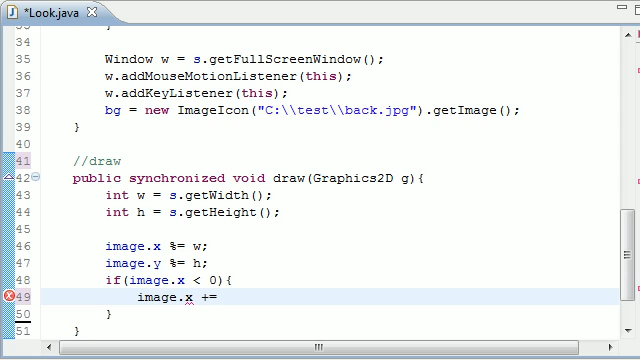 *Look.java
33 }
34
35 Window w = s.getFullScreenWindow();
36 w.addMouseMotionListener(this);
37 w.addKeyListener(this);
38 bg = new ImageIcon("C:\\test\\back.jpg").getImage();
39 }
40
41 //draw
42 public synchronized void draw(Graphics2D g){
43 int w = s.getWidth();
44 int h = s.getHeight();
45
46 image.x %= w;
47 image.y %= h;
48 if(image.x < 0){
49 image.x +=
50 }
51 }